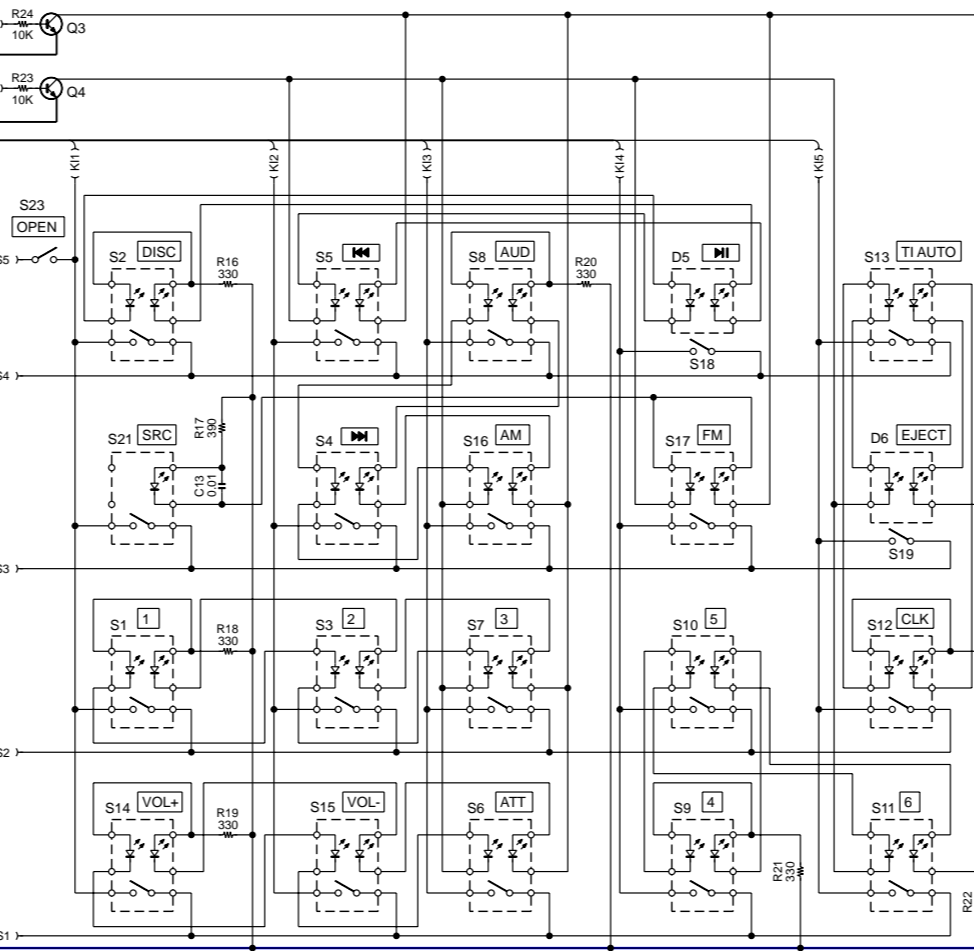 R24
10K
Q3
R23
10K
Q4
KI1
KI2
KI3
KI4
KI5
S23
OPEN
S5
S2 DISC
R16
330
S5
S8 AUD
R20
330
D5
S13 TI AUTO
S18
S4
S21 SRC
R17
390
C13
0.01
S4
S16 AM
S17 FM
D6 EJECT
S19
S3
S1 1
R18
330
S3 2
S7 3
S10 5
S12 CLK
S2
S14 VOL+
R19
330
S15 VOL-
S6 ATT
S9 4
R21
330
S11 6
R22
S1